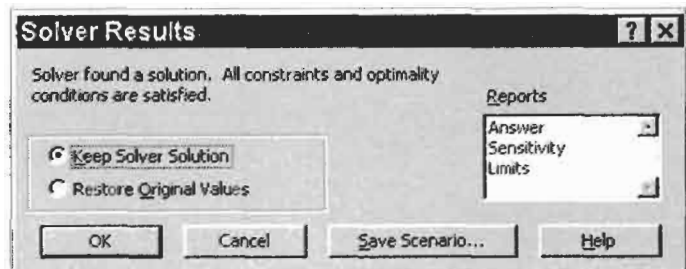 Solver Results
Solver found a solution. All constraints and optimality
conditions are satisfied.
Reports
Answer
Sensitivity
Limits
Keep Solver Solution
Restore Original Values
OK Cancel Save Scenario... Help